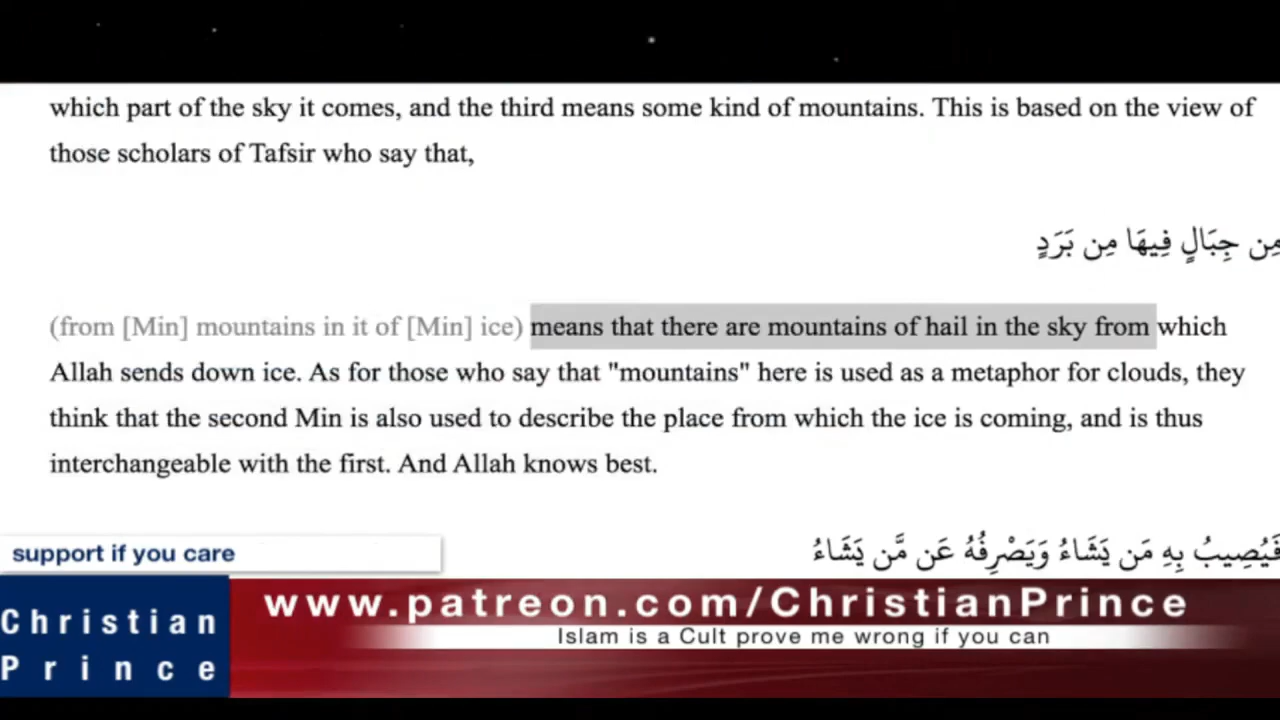 which part of the sky it comes, and the third means some kind of mountains. This is based on the view of
those scholars of Tafsir who say that,
مِن جِبَالٍ فِيهَا مِن بَرَدٍ
(from [Min] mountains in it of [Min] ice) means that there are mountains of hail in the sky from which
Allah sends down ice. As for those who say that "mountains" here is used as a metaphor for clouds, they
think that the second Min is also used to describe the place from which the ice is coming, and is thus
interchangeable with the first. And Allah knows best.
فَيُصِيبُ بِهِ مَن يَشَاءُ وَيَصْرِفُهُ عَن مَّن يَشَاءُ
support if you care
www.patreon.com/ChristianPrince
Islam is a Cult prove me wrong if you can
Christian
Prince